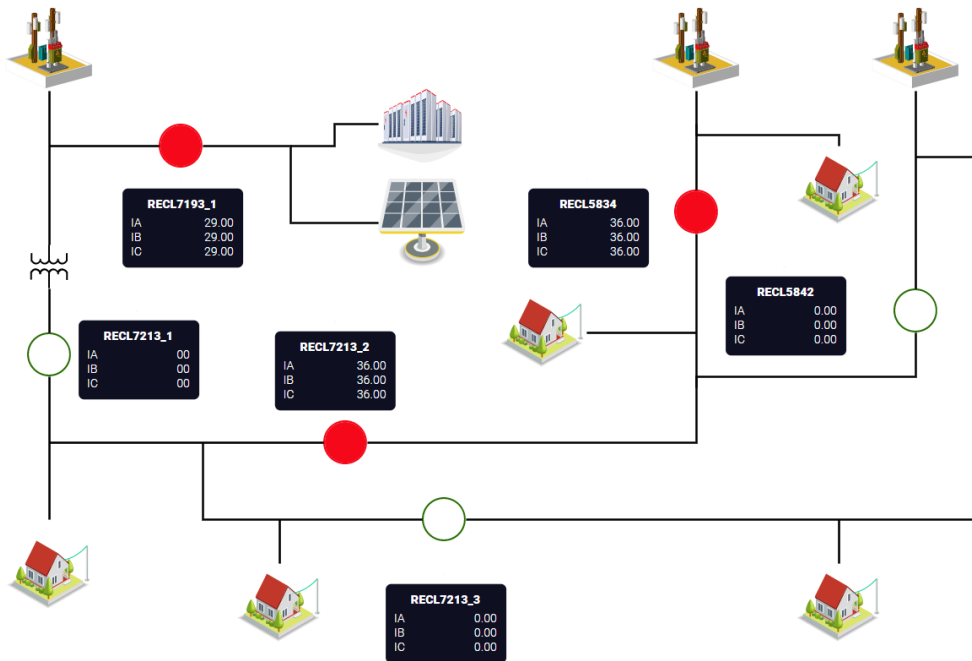 RECL7193_1
IA 29.00
IB 29.00
IC 29.00
RECL5834
IA 36.00
IB 36.00
IC 36.00
RECL5842
IA 0.00
IB 0.00
IC 0.00
RECL7213_1
IA 00
IB 00
IC 00
RECL7213_2
IA 36.00
IB 36.00
IC 36.00
RECL7213_3
IA 0.00
IB 0.00
IC 0.00